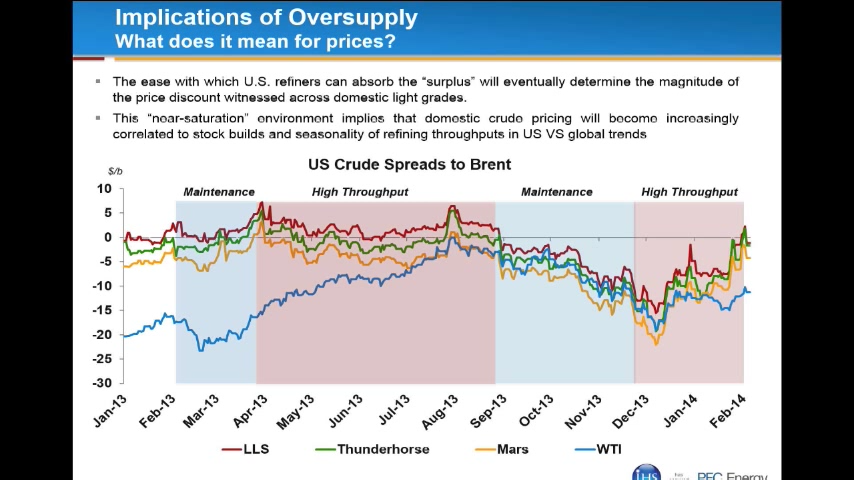 Implications of Oversupply
What does it mean for prices?
The ease with which U.S. refiners can absorb the “surplus” will eventually determine the magnitude of
the price discount witnessed across domestic light grades.
This “near-saturation” environment implies that domestic crude pricing will become increasingly
correlated to stock builds and seasonality of refining throughputs in US VS global trends
US Crude Spreads to Brent
$/b
Maintenance High Throughput Maintenance High Throughput
10
5
0
-5
-10
-15
-20
-25
-30
Jan-13 Feb-13 Mar-13 Apr-13 May-13 Jun-13 Jul-13 Aug-13 Sep-13 Oct-13 Nov-13 Dec-13 Jan-14 Feb-14
LLS Thunderhorse Mars WTI
IHS PFC Energy